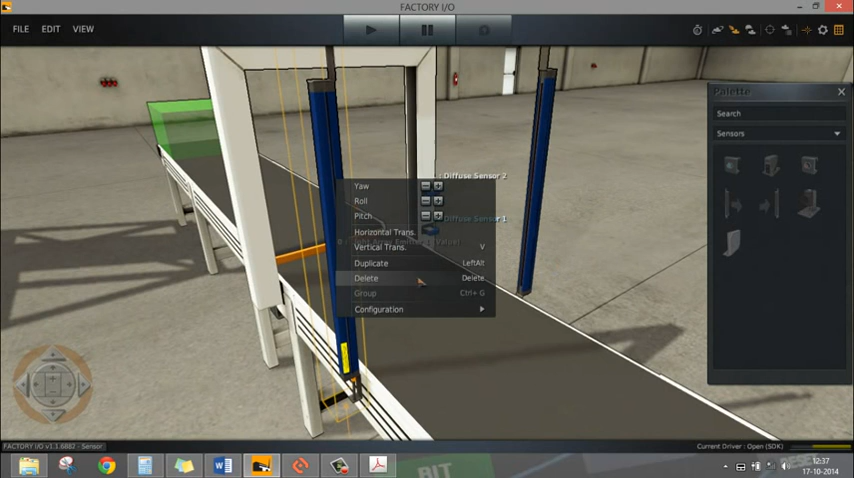 FACTORY I/O
FILE EDIT VIEW
Palette
Search
Sensors
Diffuse Sensor 2
Yaw
Roll
Pitch
Diffuse Sensor 1
Horizontal Trans.
Vertical Trans. V
Duplicate LeftAlt
Delete Delete
Group Ctrl+ G
Configuration
FACTORY I/O v1.1.6882 - Sensor
Current Driver : Open (SDK)
BIT
12:37
17-10-2014